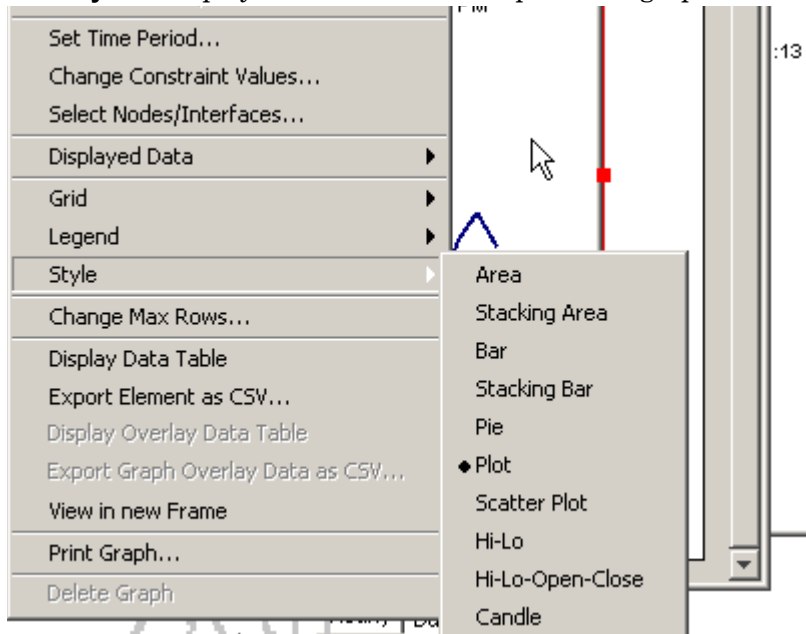 Set Time Period...
:13
Change Constraint Values...
Select Nodes/Interfaces...
Displayed Data
Grid
Legend
Style
Area
Stacking Area
Change Max Rows...
Bar
Display Data Table
Stacking Bar
Export Element as CSV...
Pie
Display Overlay Data Table
Plot
Export Graph Overlay Data as CSV...
Scatter Plot
View in new Frame
Hi-Lo
Print Graph...
Hi-Lo-Open-Close
Delete Graph
Candle